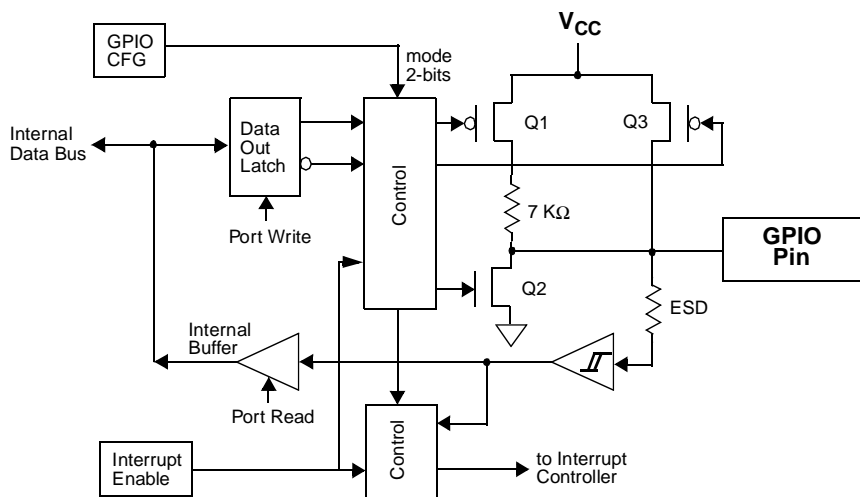 GPIO
CFG
mode
2-bits
V_CC
Internal
Data Bus
Data
Out
Latch
Control
Q1
Q3
7 KΩ
Port Write
GPIO
Pin
Q2
ESD
Internal
Buffer
Port Read
Interrupt
Enable
Control
to Interrupt
Controller